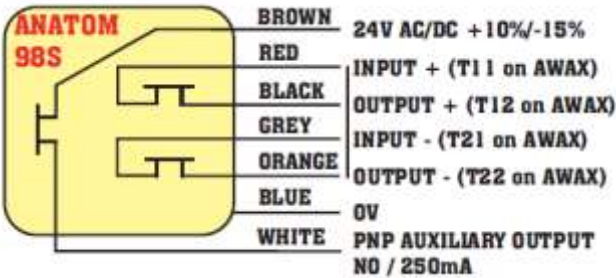 ANATOM
98S
BROWN 24V AC/DC +10%/-15%
RED INPUT + (T11 on AWAX)
BLACK OUTPUT + (T12 on AWAX)
GREY INPUT - (T21 on AWAX)
ORANGE OUTPUT - (T22 on AWAX)
BLUE 0V
WHITE PNP AUXILIARY OUTPUT
NO / 250mA